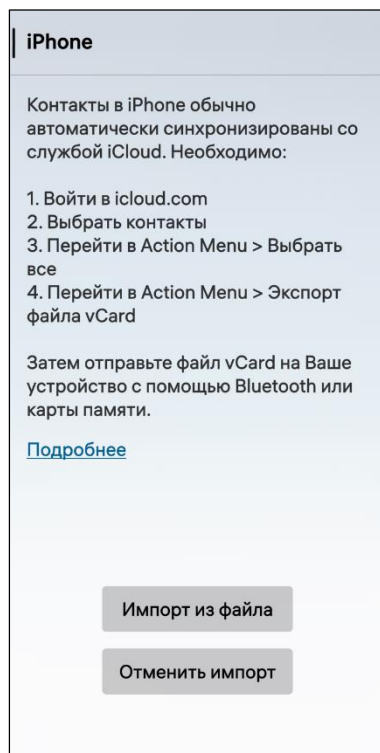 iPhone
Контакты в iPhone обычно
автоматически синхронизированы со
службой iCloud. Необходимо:
1. Войти в icloud.com
2. Выбрать контакты
3. Перейти в Action Menu > Выбрать
все
4. Перейти в Action Menu > Экспорт
файла vCard
Затем отправьте файл vCard на Ваше
устройство с помощью Bluetooth или
карты памяти.
Подробнее
Импорт из файла
Отменить импорт